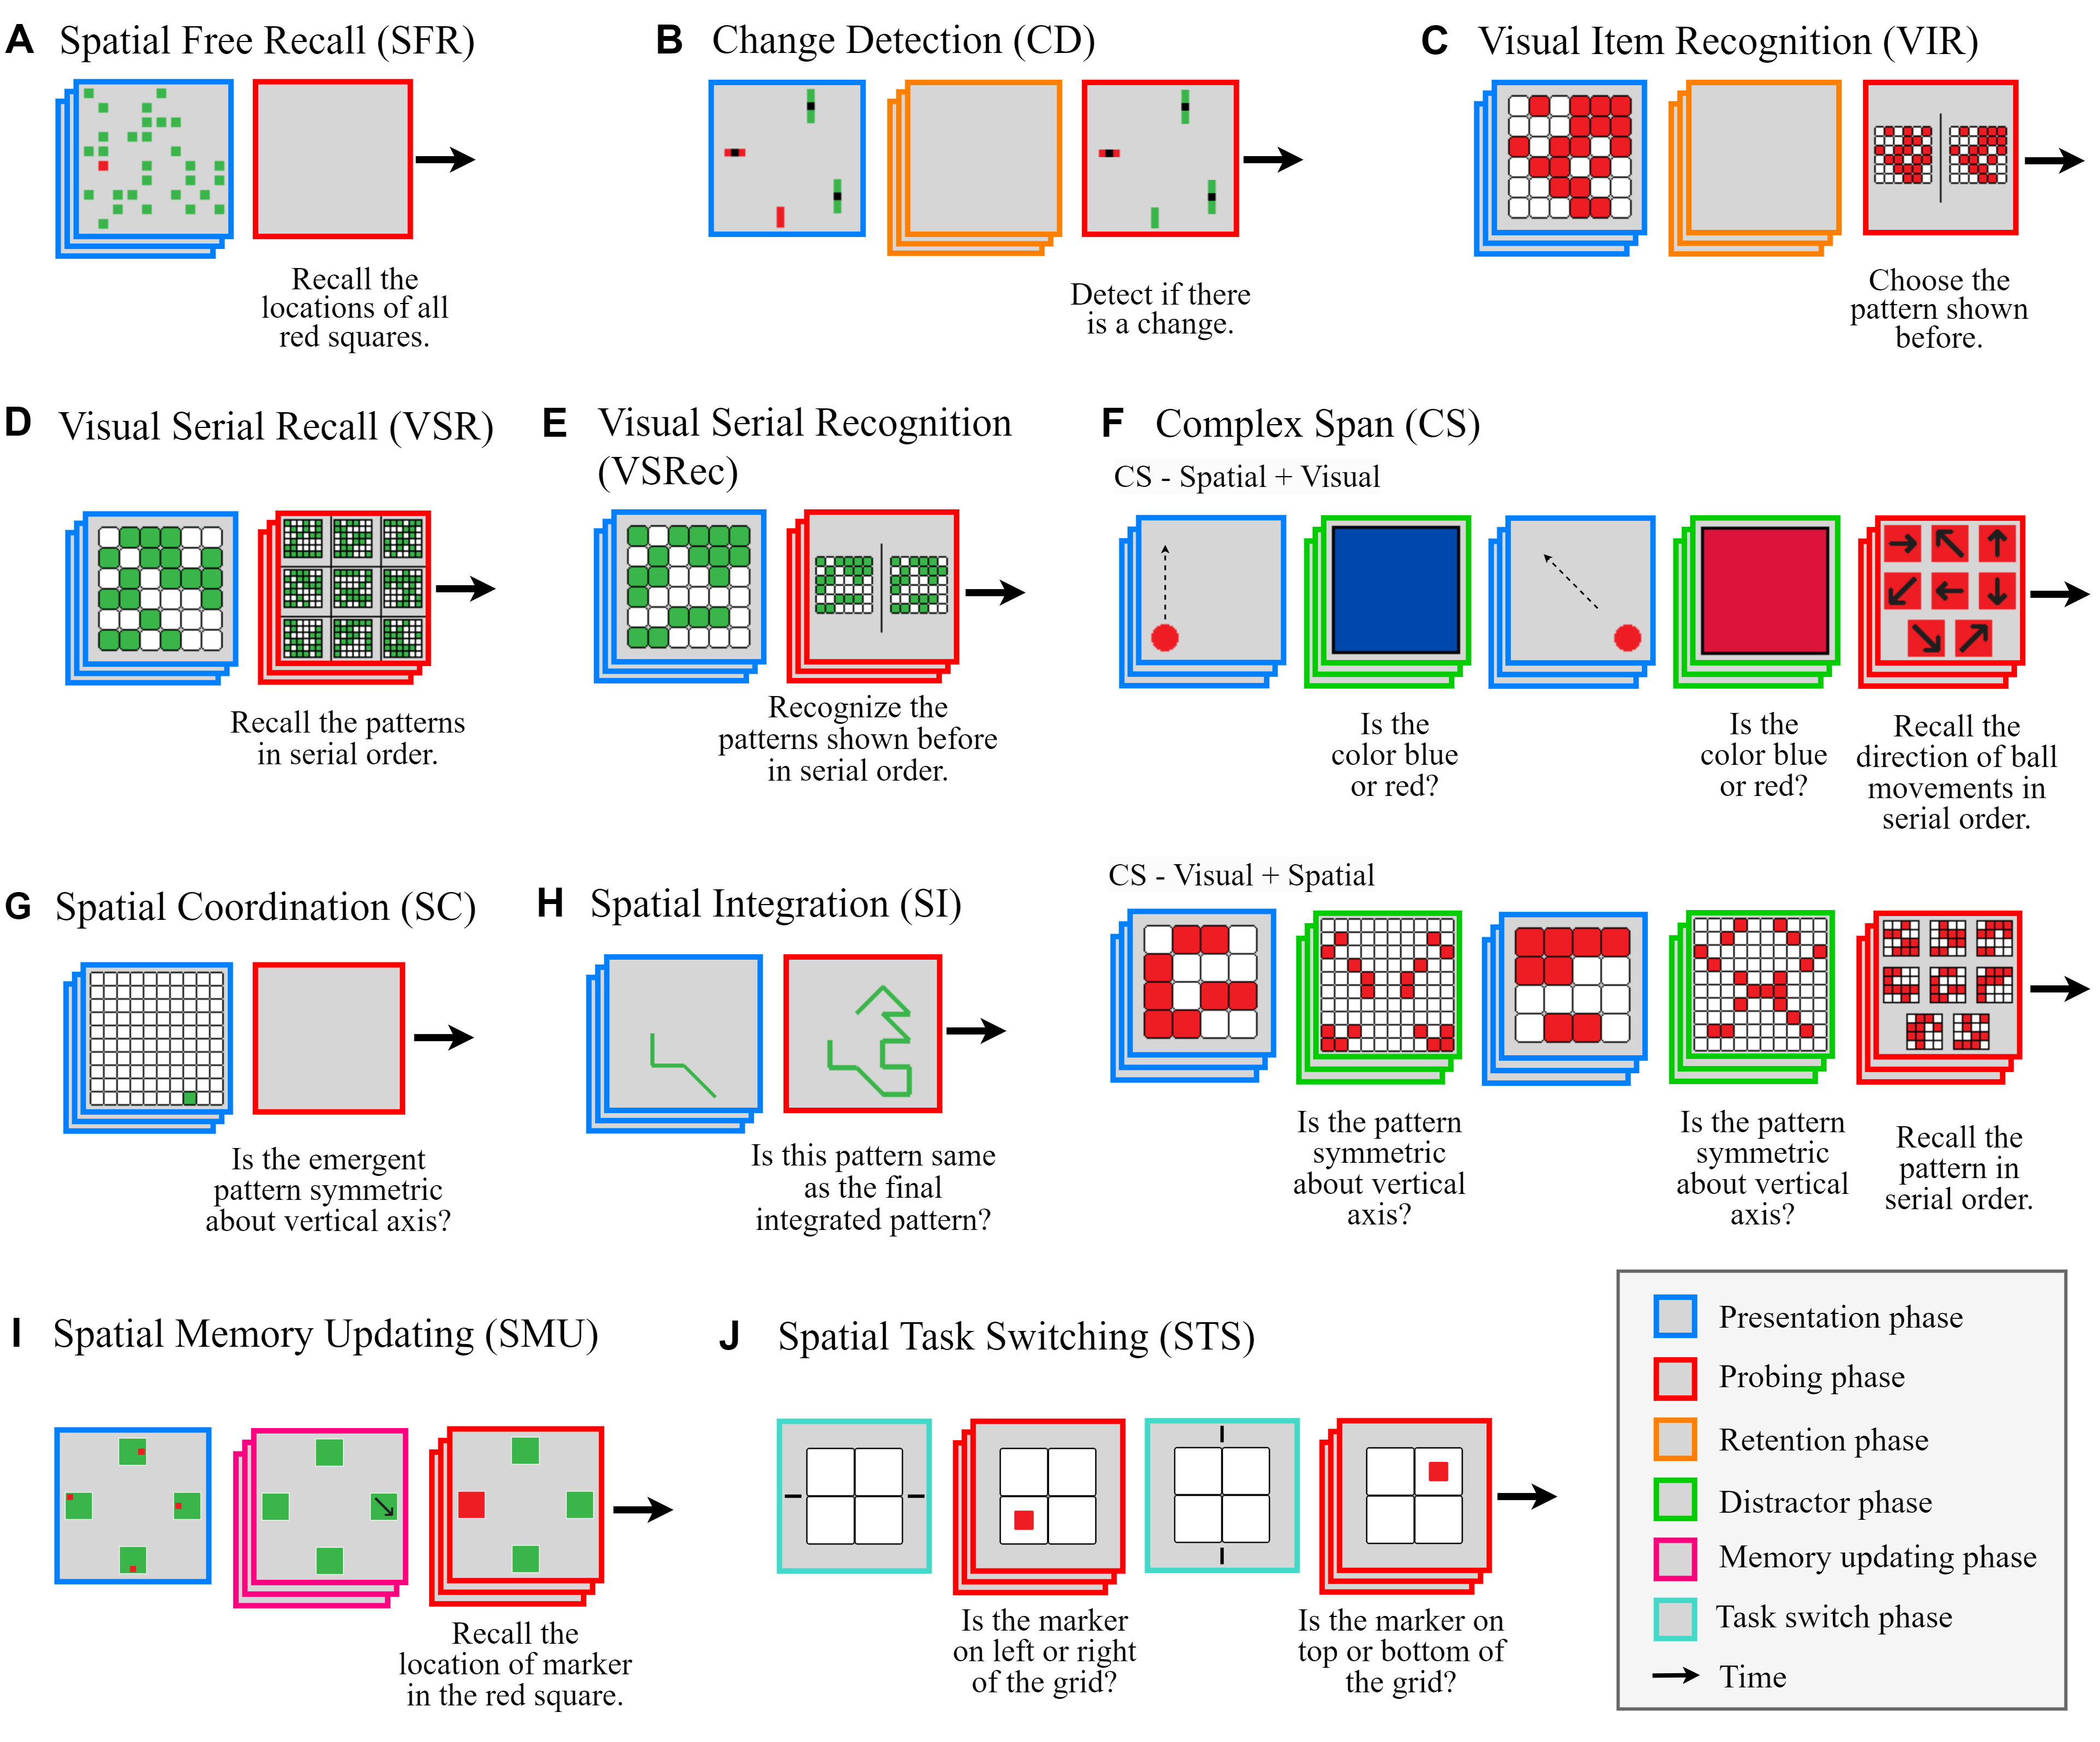 A Spatial Free Recall (SFR)
Recall the
locations of all
red squares.
B Change Detection (CD)
Detect if there
is a change.
C Visual Item Recognition (VIR)
Choose the
pattern shown
before.
D Visual Serial Recall (VSR)
Recall the patterns
in serial order.
E Visual Serial Recognition
(VSRec)
Recognize the
patterns shown before
in serial order.
F Complex Span (CS)
CS - Spatial + Visual
Is the
color blue
or red?
Is the
color blue
or red?
Recall the
direction of ball
movements in
serial order.
CS - Visual + Spatial
Is the pattern
symmetric
about vertical
axis?
Is the pattern
symmetric
about vertical
axis?
Recall the
pattern in
serial order.
G Spatial Coordination (SC)
Is the emergent
pattern symmetric
about vertical axis?
H Spatial Integration (SI)
Is this pattern same
as the final
integrated pattern?
I Spatial Memory Updating (SMU)
Recall the
location of marker
in the red square.
J Spatial Task Switching (STS)
Is the marker
on left or right
of the grid?
Is the marker on
top or bottom of
the grid?
Presentation phase
Probing phase
Retention phase
Distractor phase
Memory updating phase
Task switch phase
Time